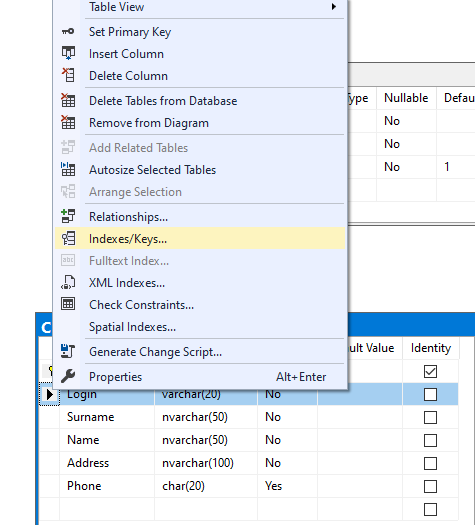 Table View
Set Primary Key
Insert Column
Delete Column
Delete Tables from Database
Remove from Diagram
Add Related Tables
Autosize Selected Tables
Arrange Selection
Relationships...
Indexes/Keys...
Fulltext Index...
XML Indexes...
Check Constraints...
Spatial Indexes...
Generate Change Script...
Properties Alt+Enter
Type Nullable Defau
No
No
No 1
C
ult Value Identity
Login varchar(20) No
Surname nvarchar(50) No
Name nvarchar(50) No
Address nvarchar(100) No
Phone char(20) Yes